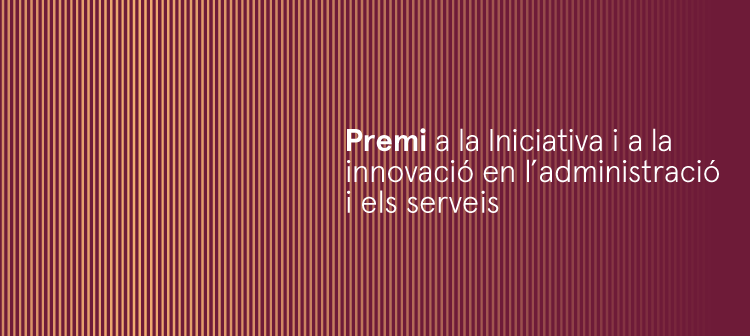 Premi a la Iniciativa i a la
innovació en l´administració
i els serveis